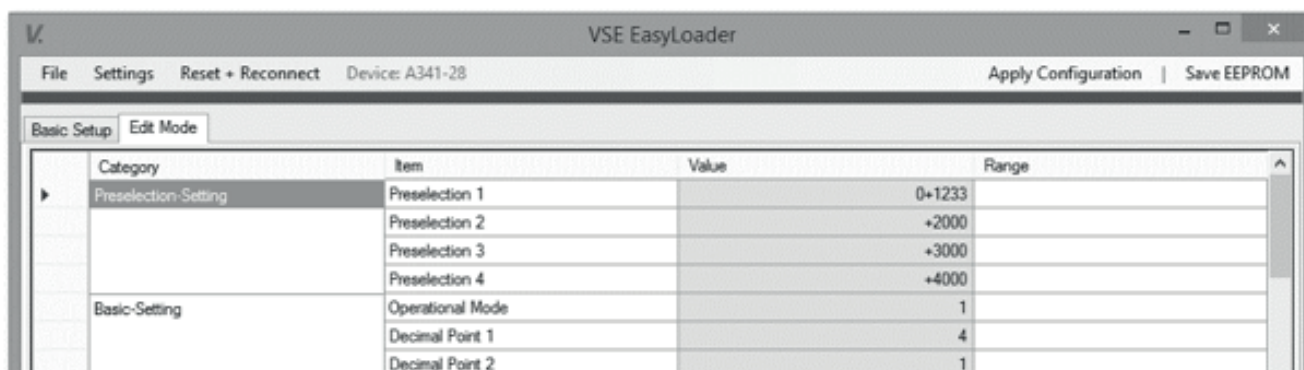 V. VSE EasyLoader
File Settings Reset + Reconnect Device: A341-28 Apply Configuration | Save EEPROM
Basic Setup Edit Mode
Category Item Value Range
Preselection-Setting Preselection 1 0+1233
Preselection 2 +2000
Preselection 3 +3000
Preselection 4 +4000
Basic-Setting Operational Mode 1
Decimal Point 1 4
Decimal Point 2 1